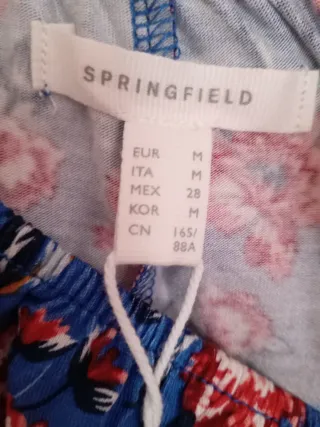 SPRINGFIELD
EUR M
ITA M
MEX 28
KOR M
CN 165/
88A